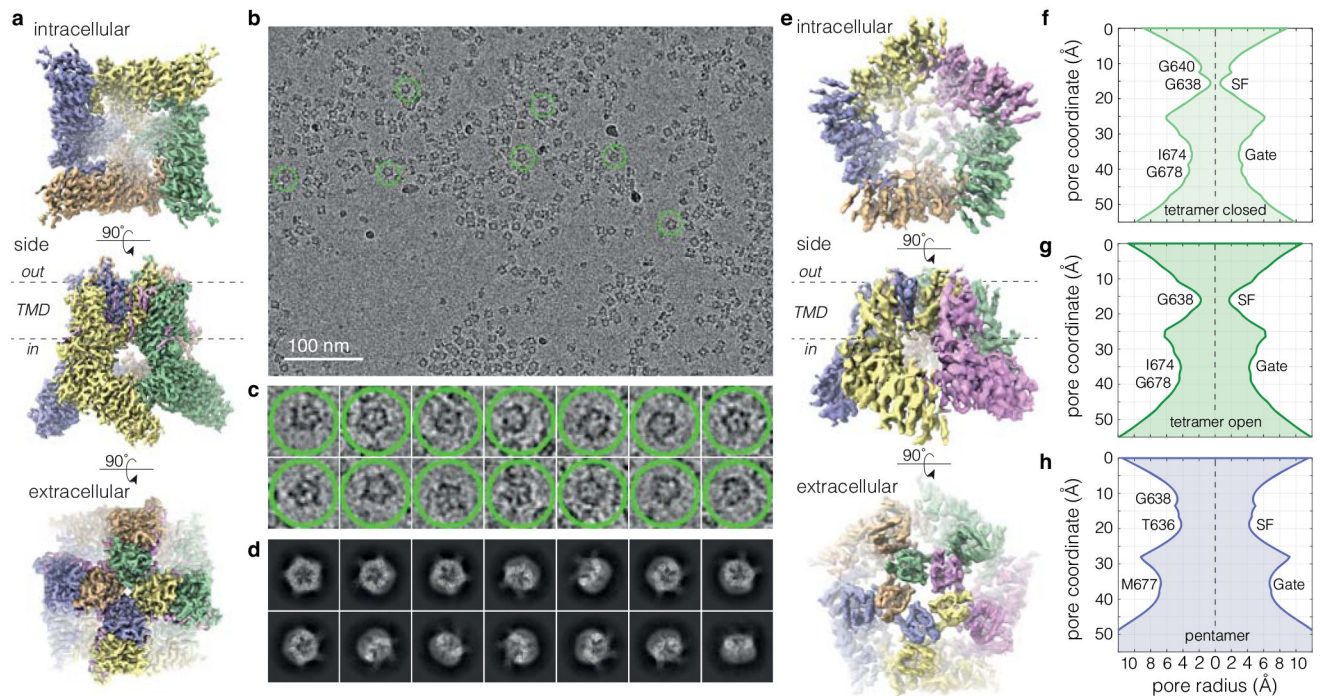 a
intracellular
90°
side
out
TMD
in
90°
extracellular
b
100 nm
c
d
e
intracellular
90°
side
out
TMD
in
90°
extracellular
f
pore coordinate (Å)
0
10
20
30
40
50
G640
G638
SF
I674
Gate
G678
tetramer closed
g
pore coordinate (Å)
0
10
20
30
40
50
G638
SF
I674
Gate
G678
tetramer open
h
pore coordinate (Å)
0
10
20
30
40
50
G638
T636
SF
M677
Gate
pentamer
10 8 6 4 2 0 2 4 6 8 10
pore radius (Å)